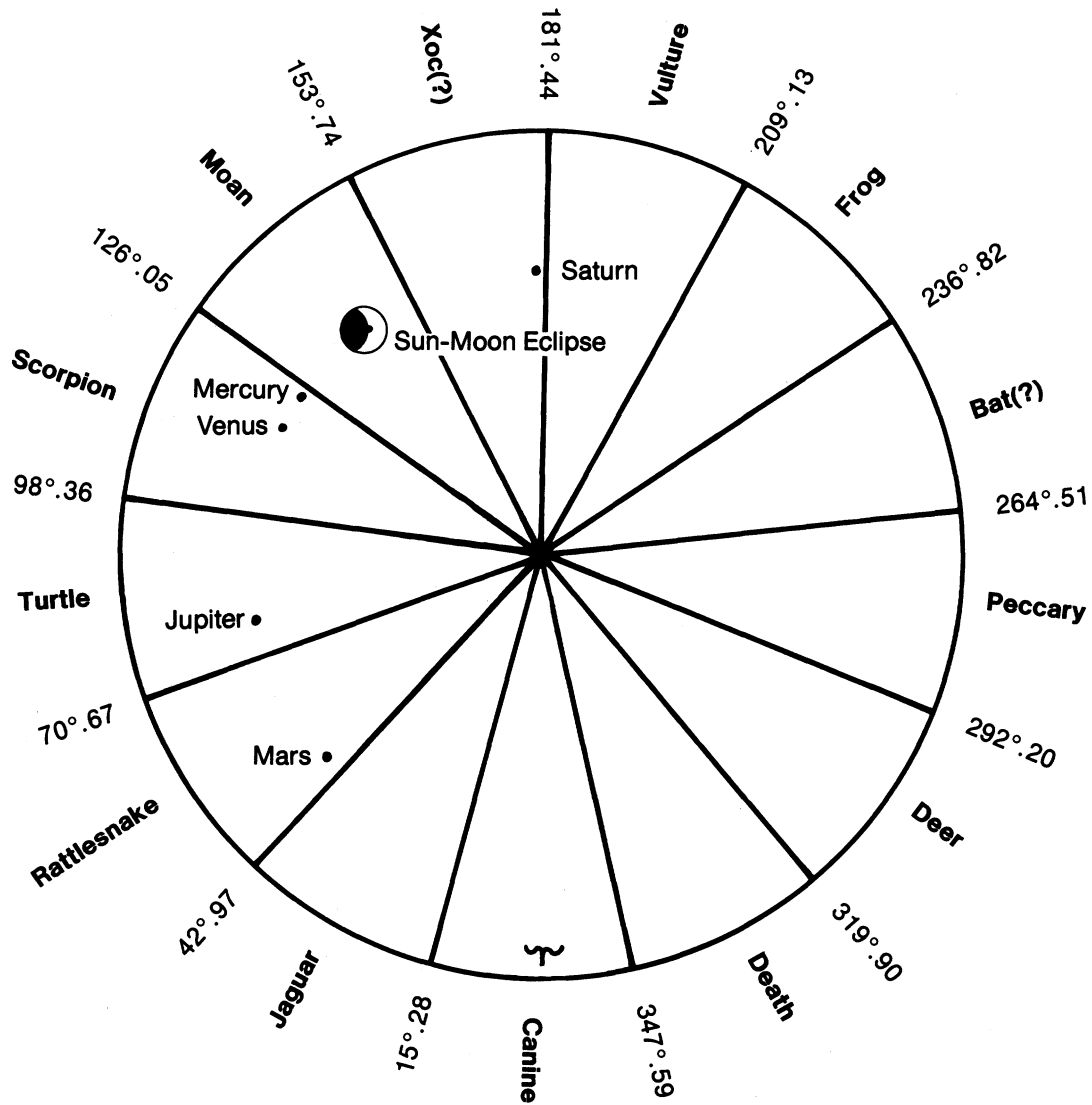 181°.44
Vulture
209°.13
Frog
236°.82
Bat(?)
264°.51
Peccary
292°.20
Deer
319°.90
Death
347°.59
Canine
15°.28
Jaguar
42°.97
Rattlesnake
70°.67
Turtle
98°.36
Scorpion
126°.05
Moan
153°.74
Xoc(?)
Saturn
Sun-Moon Eclipse
Mercury
Venus
Jupiter
Mars